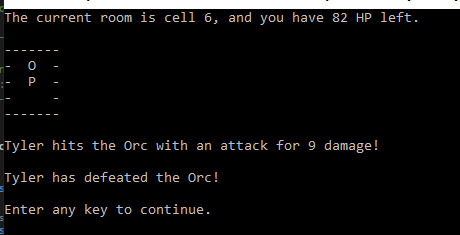 The current room is cell 6, and you have 82 HP left.
-------
-  O  -
-  P  -
-     -
-------
Tyler hits the Orc with an attack for 9 damage!
Tyler has defeated the Orc!
Enter any key to continue.